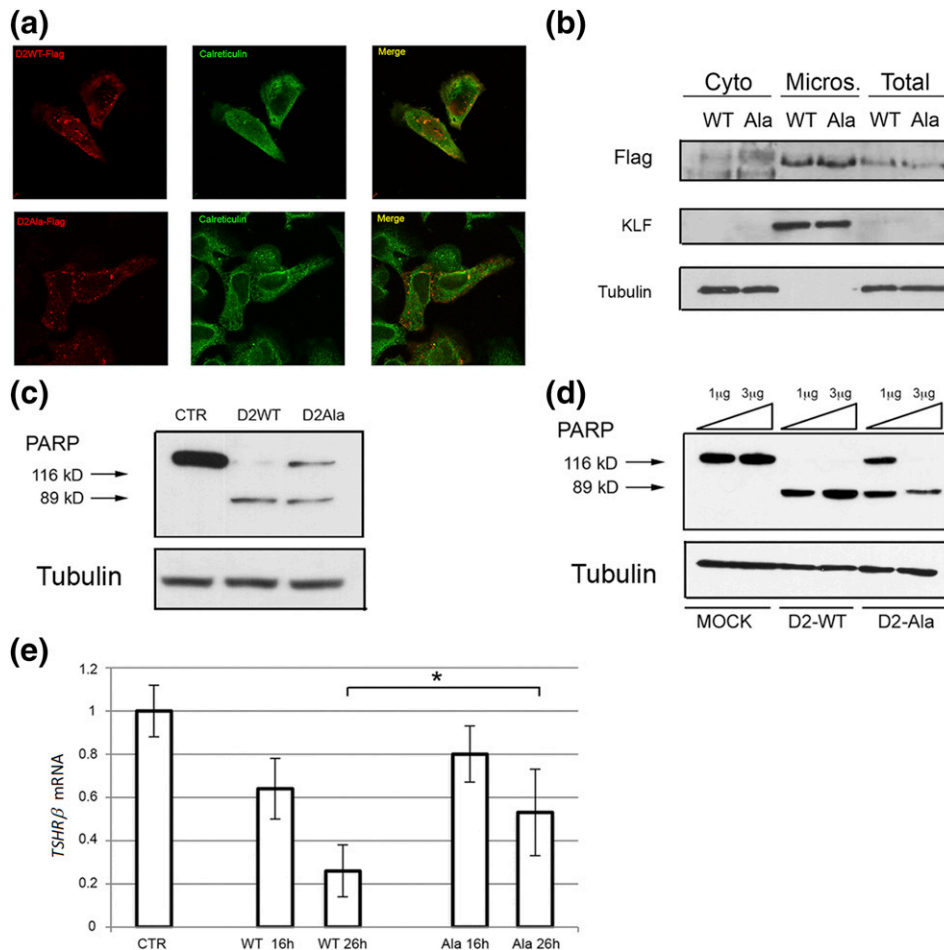 (a)
D2WT-Flag Calreticulin Merge
D2Ala-Flag Calreticulin Merge
(b)
Cyto Micros. Total
WT Ala WT Ala WT Ala
Flag
KLF
Tubulin
(c)
CTR D2WT D2Ala
PARP
116 kD
89 kD
Tubulin
(d)
1μg 3μg 1μg 3μg 1μg 3μg
PARP
116 kD
89 kD
Tubulin
MOCK D2-WT D2-Ala
(e)
1.2
1
0.8
0.6
0.4
0.2
0
TSHRβ mRNA
*
CTR WT 16h WT 26h Ala 16h Ala 26h